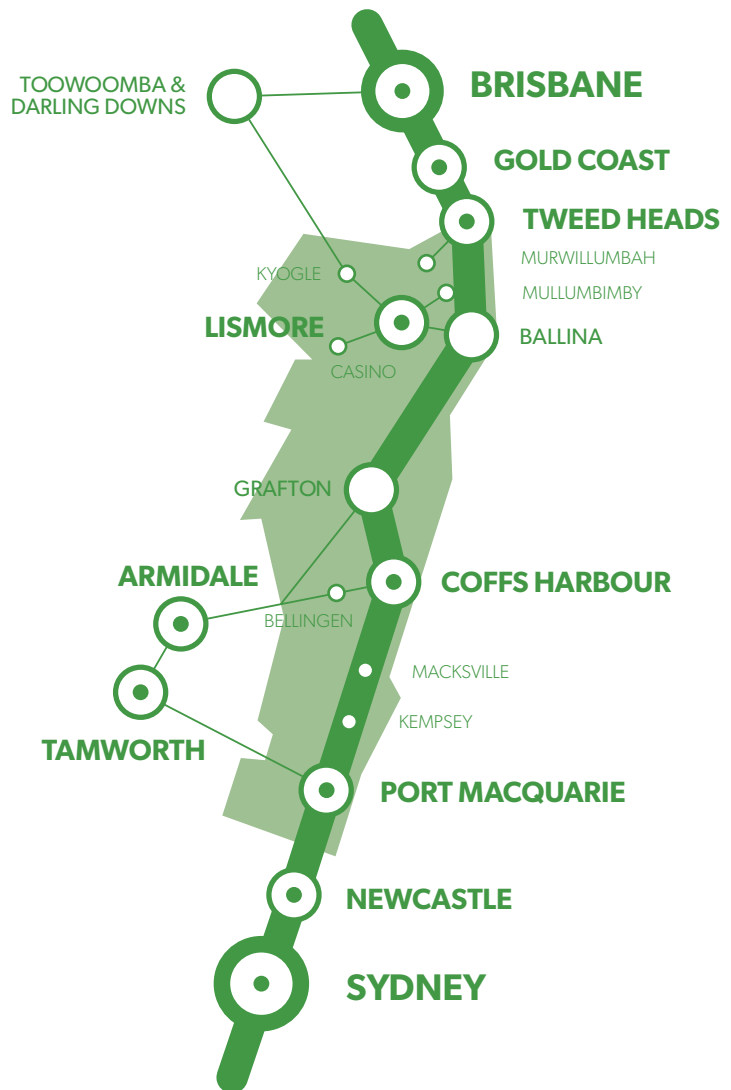 TOOWOOMBA &
DARLING DOWNS
BRISBANE
GOLD COAST
TWEED HEADS
MURWILLUMBAH
KYOGLE
MULLUMBIMBY
LISMORE
BALLINA
CASINO
GRAFTON
ARMIDALE
COFFS HARBOUR
BELLINGEN
MACKSVILLE
KEMPSEY
TAMWORTH
PORT MACQUARIE
NEWCASTLE
SYDNEY